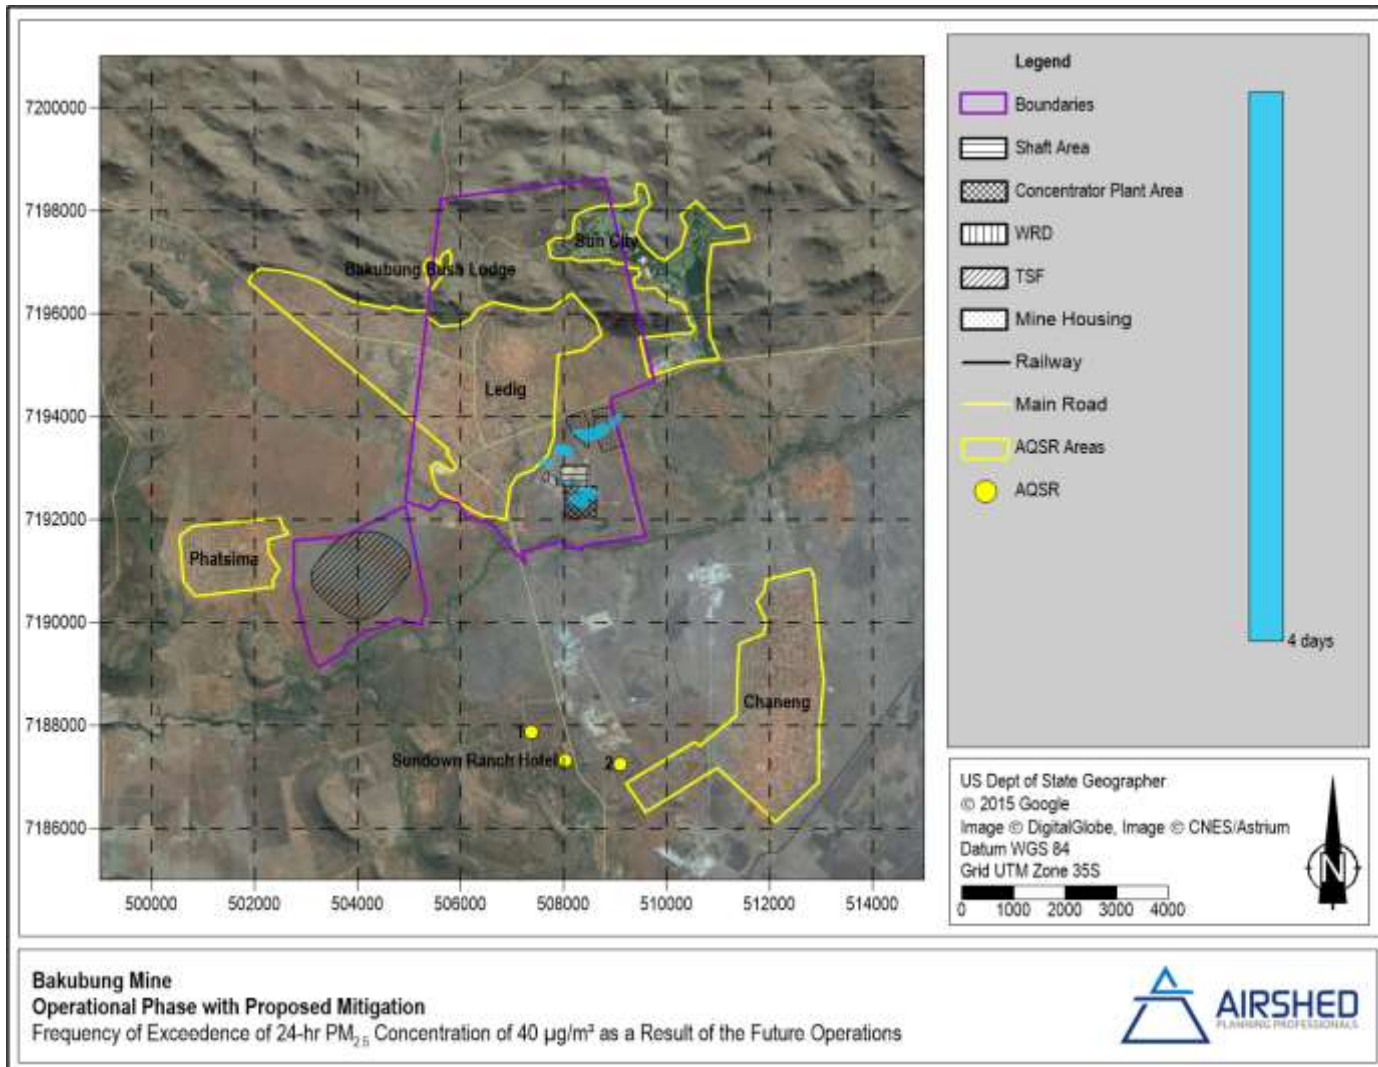 7200000
7198000
7196000
7194000
7192000
7190000
7188000
7186000
500000 502000 504000 506000 508000 510000 512000 514000
Sun City
Bakubung Bush Lodge
Ledig
Phatsima
Chaneng
1
Sundown Ranch Hotel
2
Legend
Boundaries
Shaft Area
Concentrator Plant Area
WRD
TSF
Mine Housing
Railway
Main Road
AQSR Areas
AQSR
4 days
US Dept of State Geographer
© 2015 Google
Image © DigitalGlobe, Image © CNES/Astrium
Datum WGS 84
Grid UTM Zone 35S
0 1000 2000 3000 4000
N
Bakubung Mine
Operational Phase with Proposed Mitigation
Frequency of Exceedence of 24-hr PM2.5 Concentration of 40 µg/m³ as a Result of the Future Operations
AIRSHED
PLANNING PROFESSIONALS